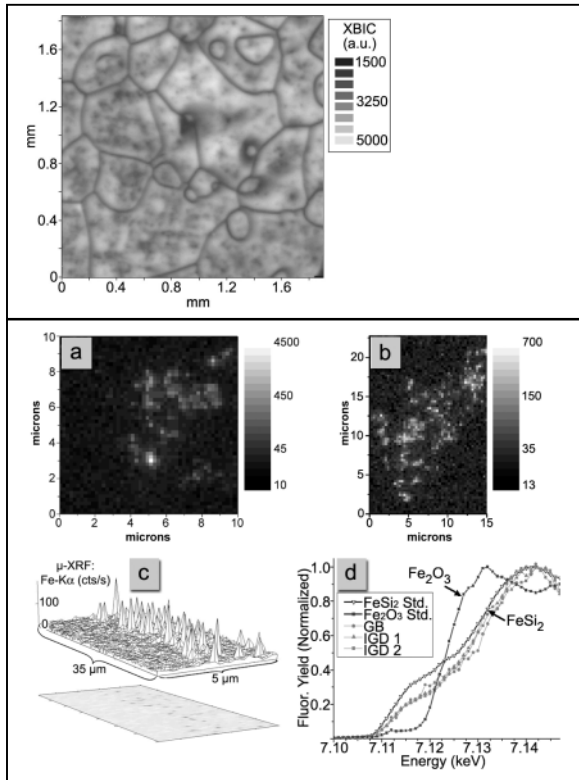 XBIC
(a.u.)
1500
3250
5000
1.6
1.2
0.8
0.4
0
mm
0 0.4 0.8 1.2 1.6
mm
a
10
8
6
4
2
0
microns
0 2 4 6 8 10
microns
4500
450
45
10
b
20
15
10
5
0
microns
0 5 10 15
microns
700
150
35
13
c
μ-XRF:
Fe-Kα (cts/s)
100
0
35 μm
5 μm
d
Fluor. Yield (Normalized)
1.0
0.8
0.6
0.4
0.2
Fe₂O₃
FeSi₂ Std.
Fe₂O₃ Std.
GB
IGD 1
IGD 2
FeSi₂
7.10 7.11 7.12 7.13 7.14
Energy (keV)